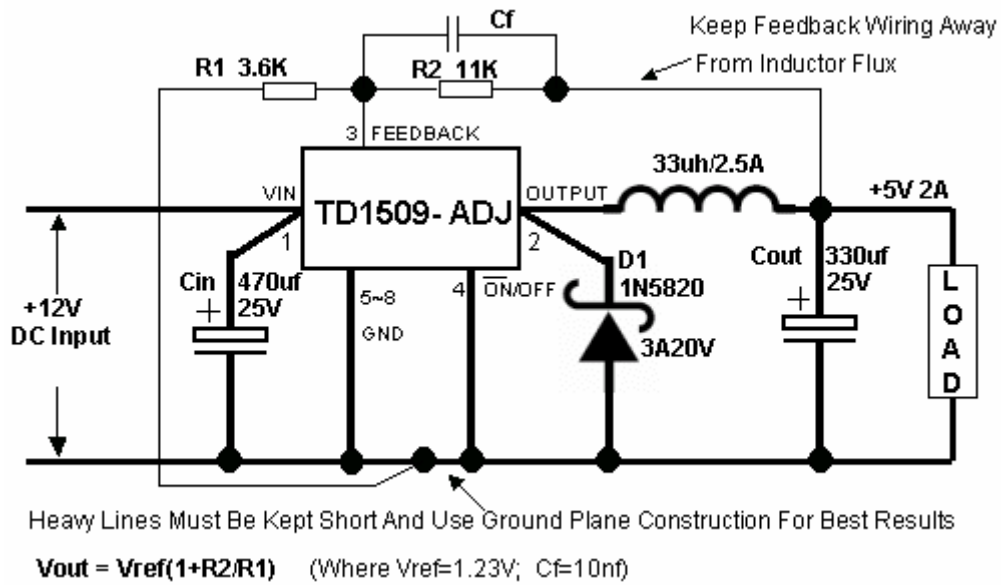 Cf
Keep Feedback Wiring Away
From Inductor Flux
R1 3.6K
R2 11K
3 FEEDBACK
33uh/2.5A
VIN
OUTPUT
+5V 2A
TD1509- ADJ
1
2
Cin
470uf
25V
+
5~8
GND
4
ON/OFF
D1
1N5820
3A20V
Cout
330uf
25V
+
LOAD
+12V
DC Input
Heavy Lines Must Be Kept Short And Use Ground Plane Construction For Best Results
Vout = Vref(1+R2/R1) (Where Vref=1.23V; Cf=10nf)